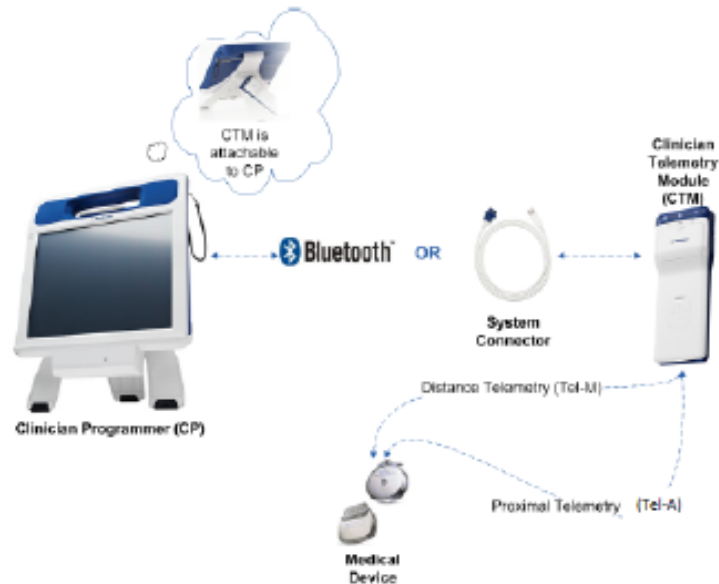 CTM is
attachable
to CP
Clinician
Telemetry
Module
(CTM)
Bluetooth™ OR
System
Connector
Distance Telemetry (Tel-M)
Clinician Programmer (CP)
Proximal Telemetry (Tel-A)
Medical
Device